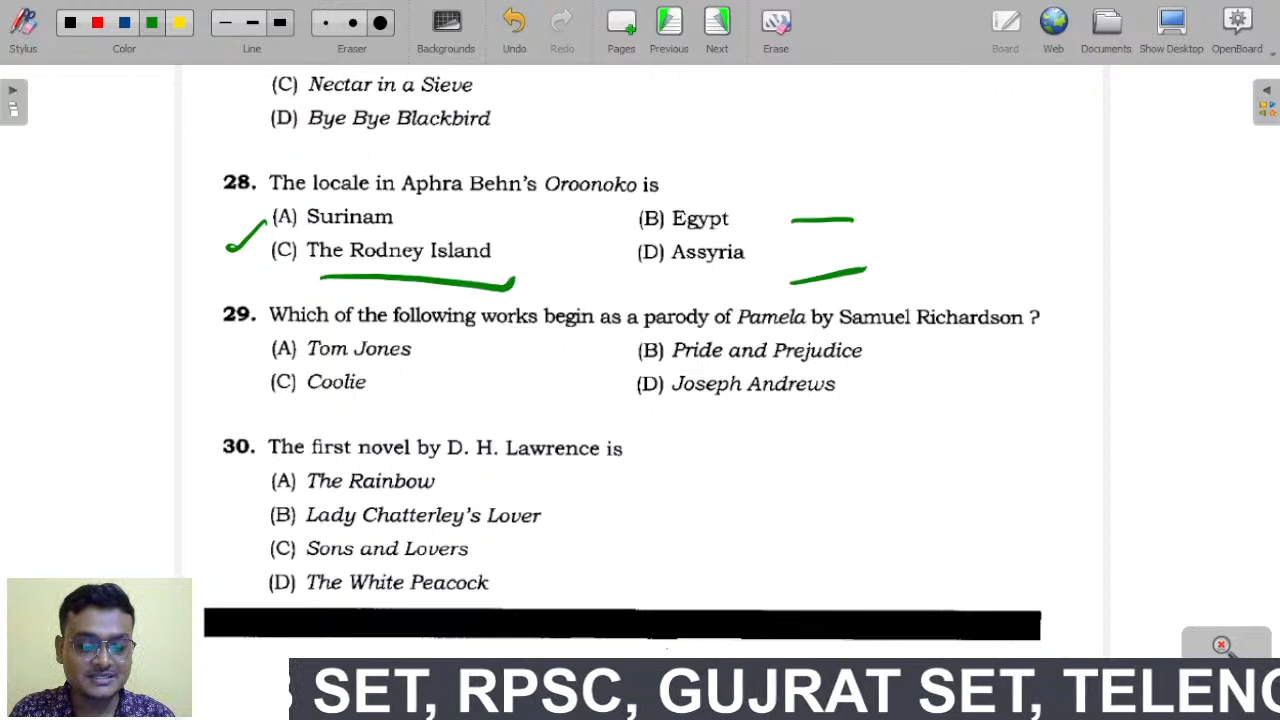 Stylus Color Line Eraser Backgrounds Undo Redo Pages Previous Next Erase Board Web Documents Show Desktop OpenBoard
(C) Nectar in a Sieve
(D) Bye Bye Blackbird
28. The locale in Aphra Behn's Oroonoko is
(A) Surinam (B) Egypt
(C) The Rodney Island (D) Assyria
29. Which of the following works begin as a parody of Pamela by Samuel Richardson ?
(A) Tom Jones (B) Pride and Prejudice
(C) Coolie (D) Joseph Andrews
30. The first novel by D. H. Lawrence is
(A) The Rainbow
(B) Lady Chatterley's Lover
(C) Sons and Lovers
(D) The White Peacock
SET, RPSC, GUJRAT SET, TELENG